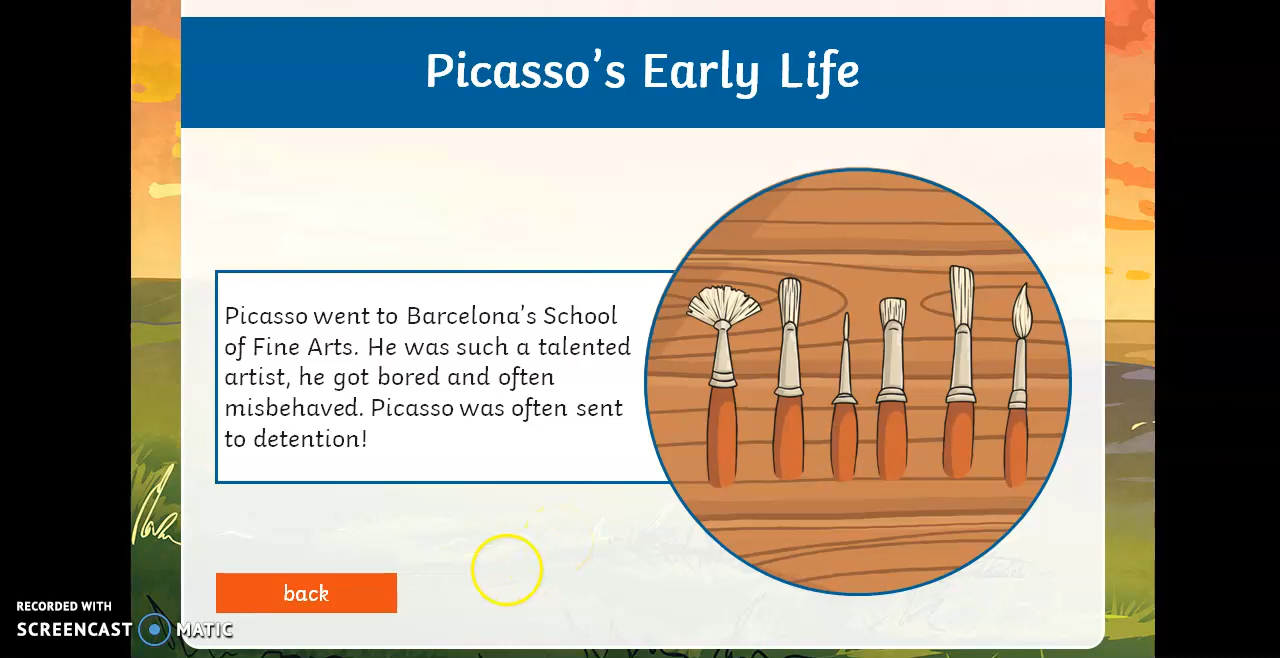 Picasso’s Early Life
Picasso went to Barcelona’s School
of Fine Arts. He was such a talented
artist, he got bored and often
misbehaved. Picasso was often sent
to detention!
back
RECORDED WITH
SCREENCAST MATIC